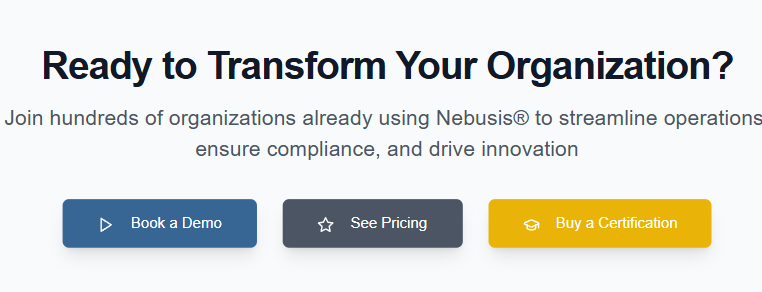 Ready to Transform Your Organization?
Join hundreds of organizations already using Nebusis® to streamline operations
ensure compliance, and drive innovation
Book a Demo
See Pricing
Buy a Certification